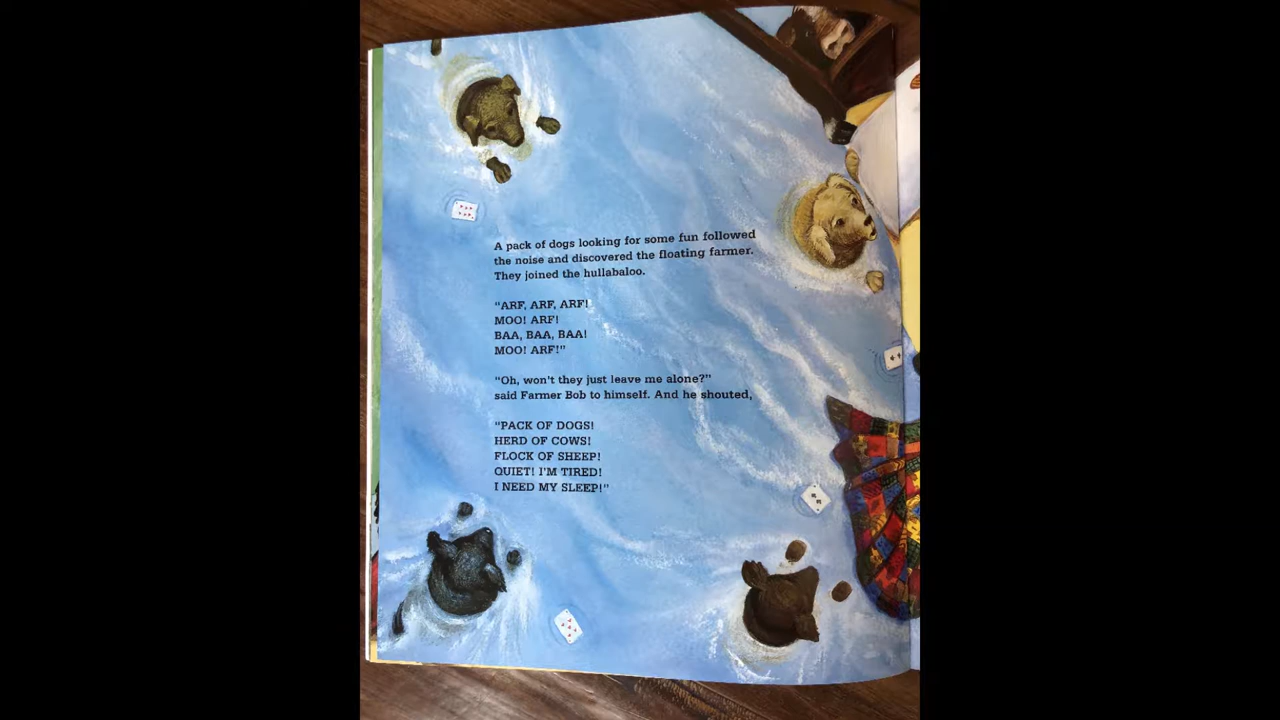 A pack of dogs looking for some fun followed
the noise and discovered the floating farmer.
They joined the hullabaloo.
“ARF, ARF, ARF!
MOO! ARF!
BAA, BAA, BAA!
MOO! ARF!”
“Oh, won't they just leave me alone?”
said Farmer Bob to himself. And he shouted,
“PACK OF DOGS!
HERD OF COWS!
FLOCK OF SHEEP!
QUIET! I'M TIRED!
I NEED MY SLEEP!”